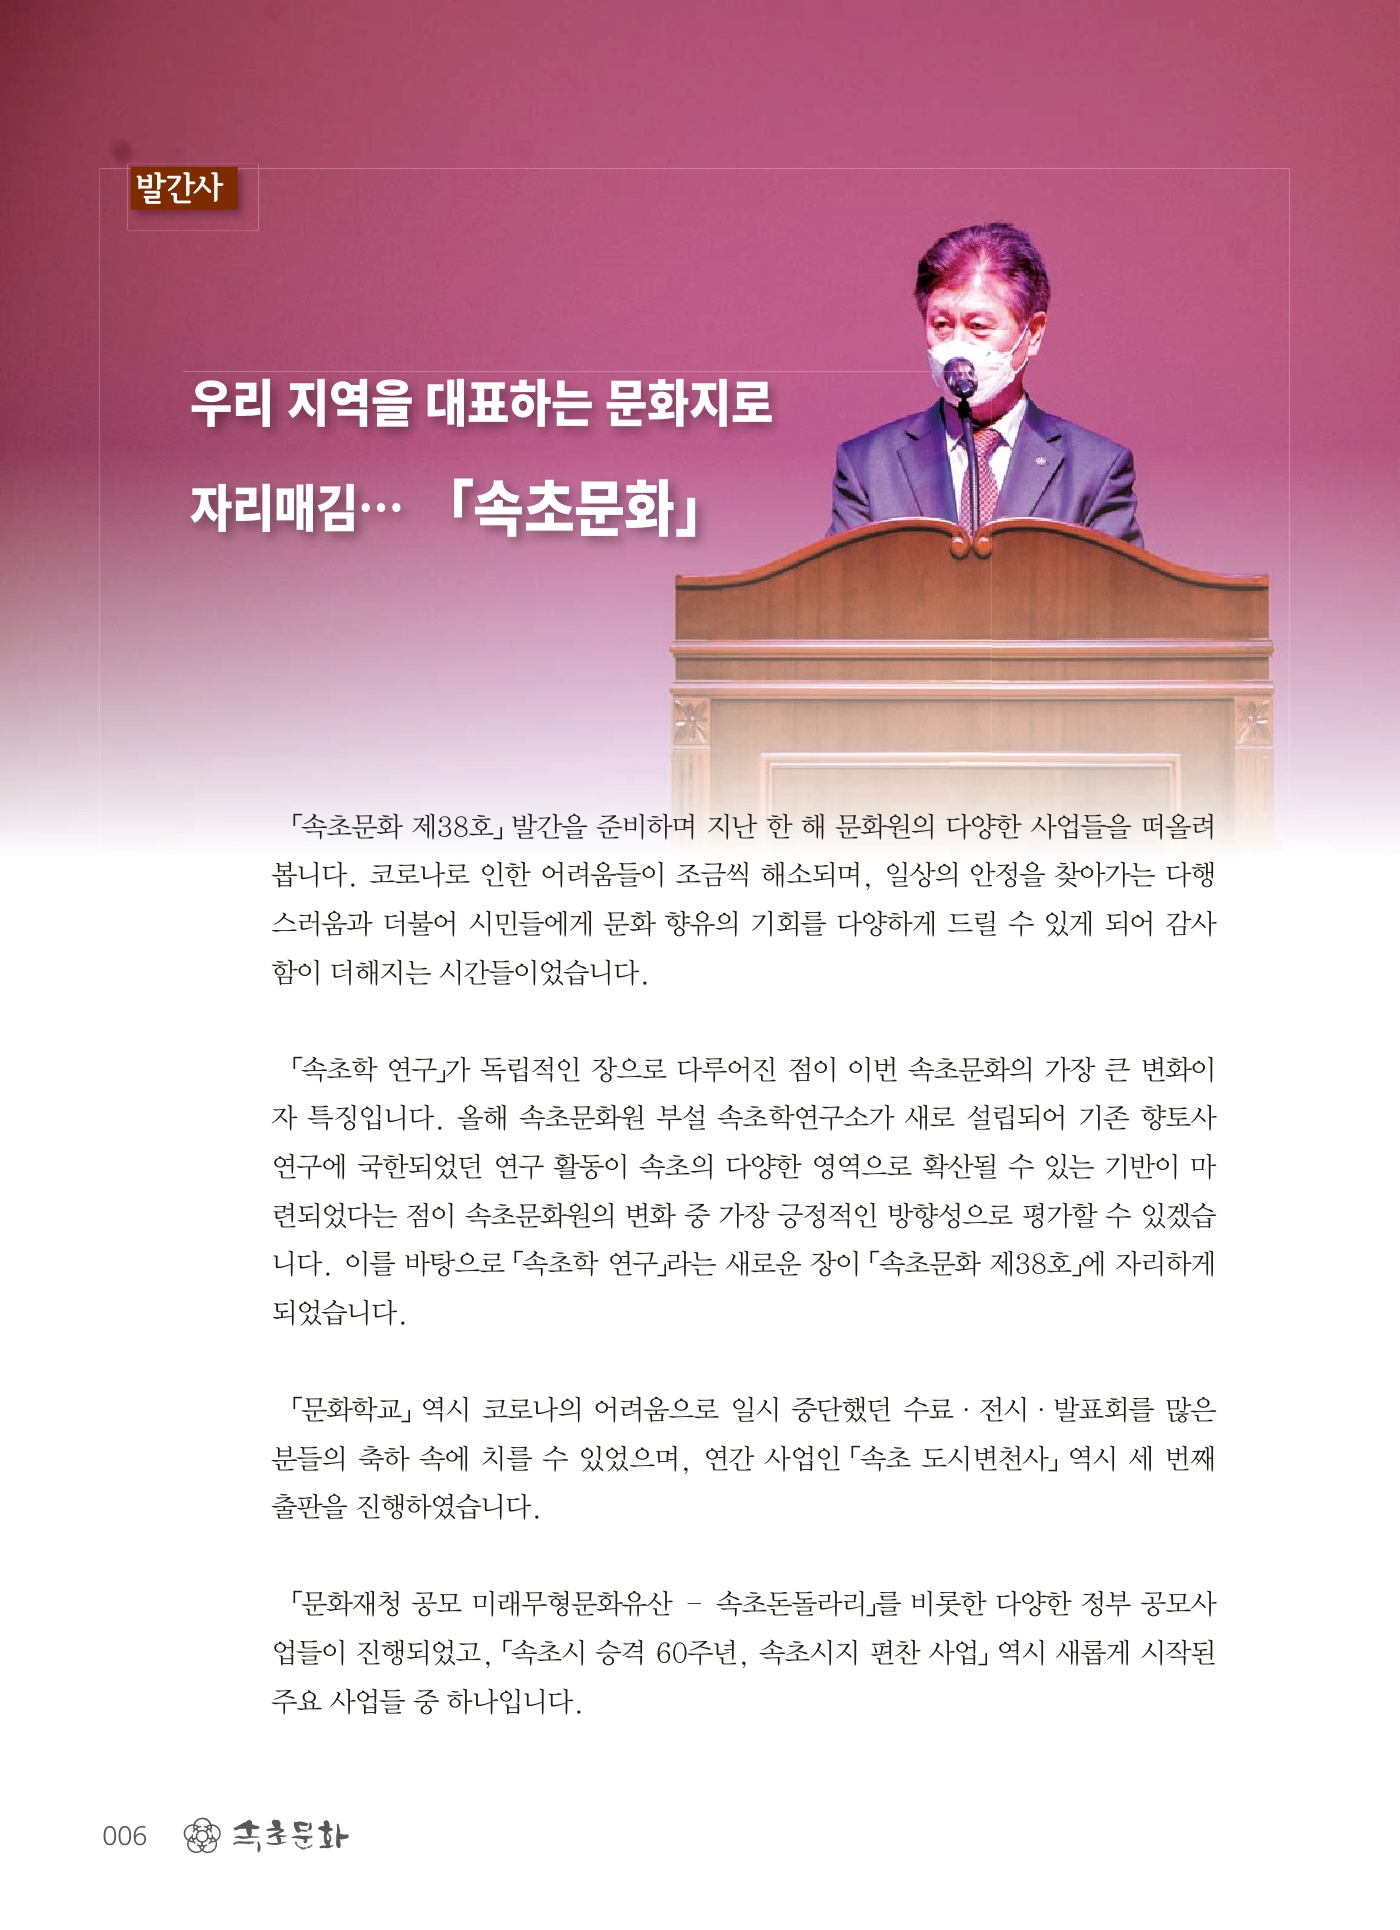 발간사
우리 지역을 대표하는 문화지로
자리매김… 「속초문화」
「속초문화 제38호」 발간을 준비하며 지난 한 해 문화원의 다양한 사업들을 떠올려
봅니다. 코로나로 인한 어려움들이 조금씩 해소되며, 일상의 안정을 찾아가는 다행
스러움과 더불어 시민들에게 문화 향유의 기회를 다양하게 드릴 수 있게 되어 감사
함이 더해지는 시간들이었습니다.
「속초학 연구」가 독립적인 장으로 다루어진 점이 이번 속초문화의 가장 큰 변화이
자 특징입니다. 올해 속초문화원 부설 속초학연구소가 새로 설립되어 기존 향토사
연구에 국한되었던 연구 활동이 속초의 다양한 영역으로 확산될 수 있는 기반이 마
련되었다는 점이 속초문화원의 변화 중 가장 긍정적인 방향성으로 평가할 수 있겠습
니다. 이를 바탕으로 「속초학 연구」라는 새로운 장이 「속초문화 제38호」에 자리하게
되었습니다.
「문화학교」 역시 코로나의 어려움으로 일시 중단했던 수료 · 전시 · 발표회를 많은
분들의 축하 속에 치를 수 있었으며, 연간 사업인 「속초 도시변천사」 역시 세 번째
출판을 진행하였습니다.
「문화재청 공모 미래무형문화유산 – 속초돈돌라리」를 비롯한 다양한 정부 공모사
업들이 진행되었고, 「속초시 승격 60주년, 속초시지 편찬 사업」 역시 새롭게 시작된
주요 사업들 중 하나입니다.
006 속초문화